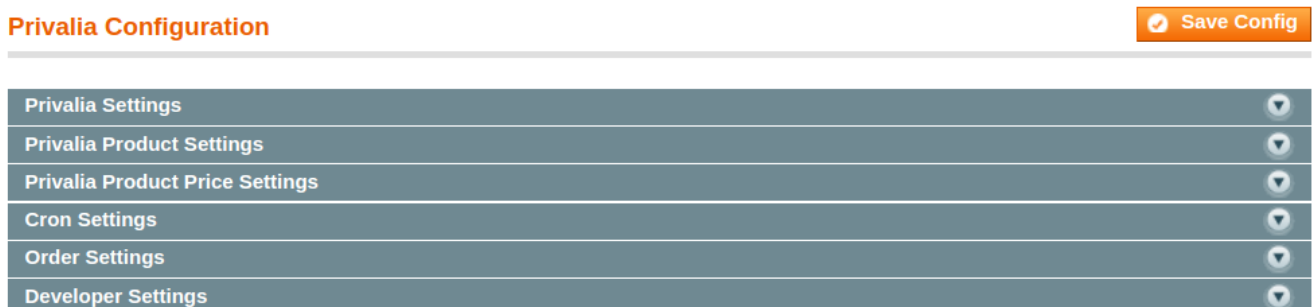 Privalia Configuration
Save Config
Privalia Settings
Privalia Product Settings
Privalia Product Price Settings
Cron Settings
Order Settings
Developer Settings